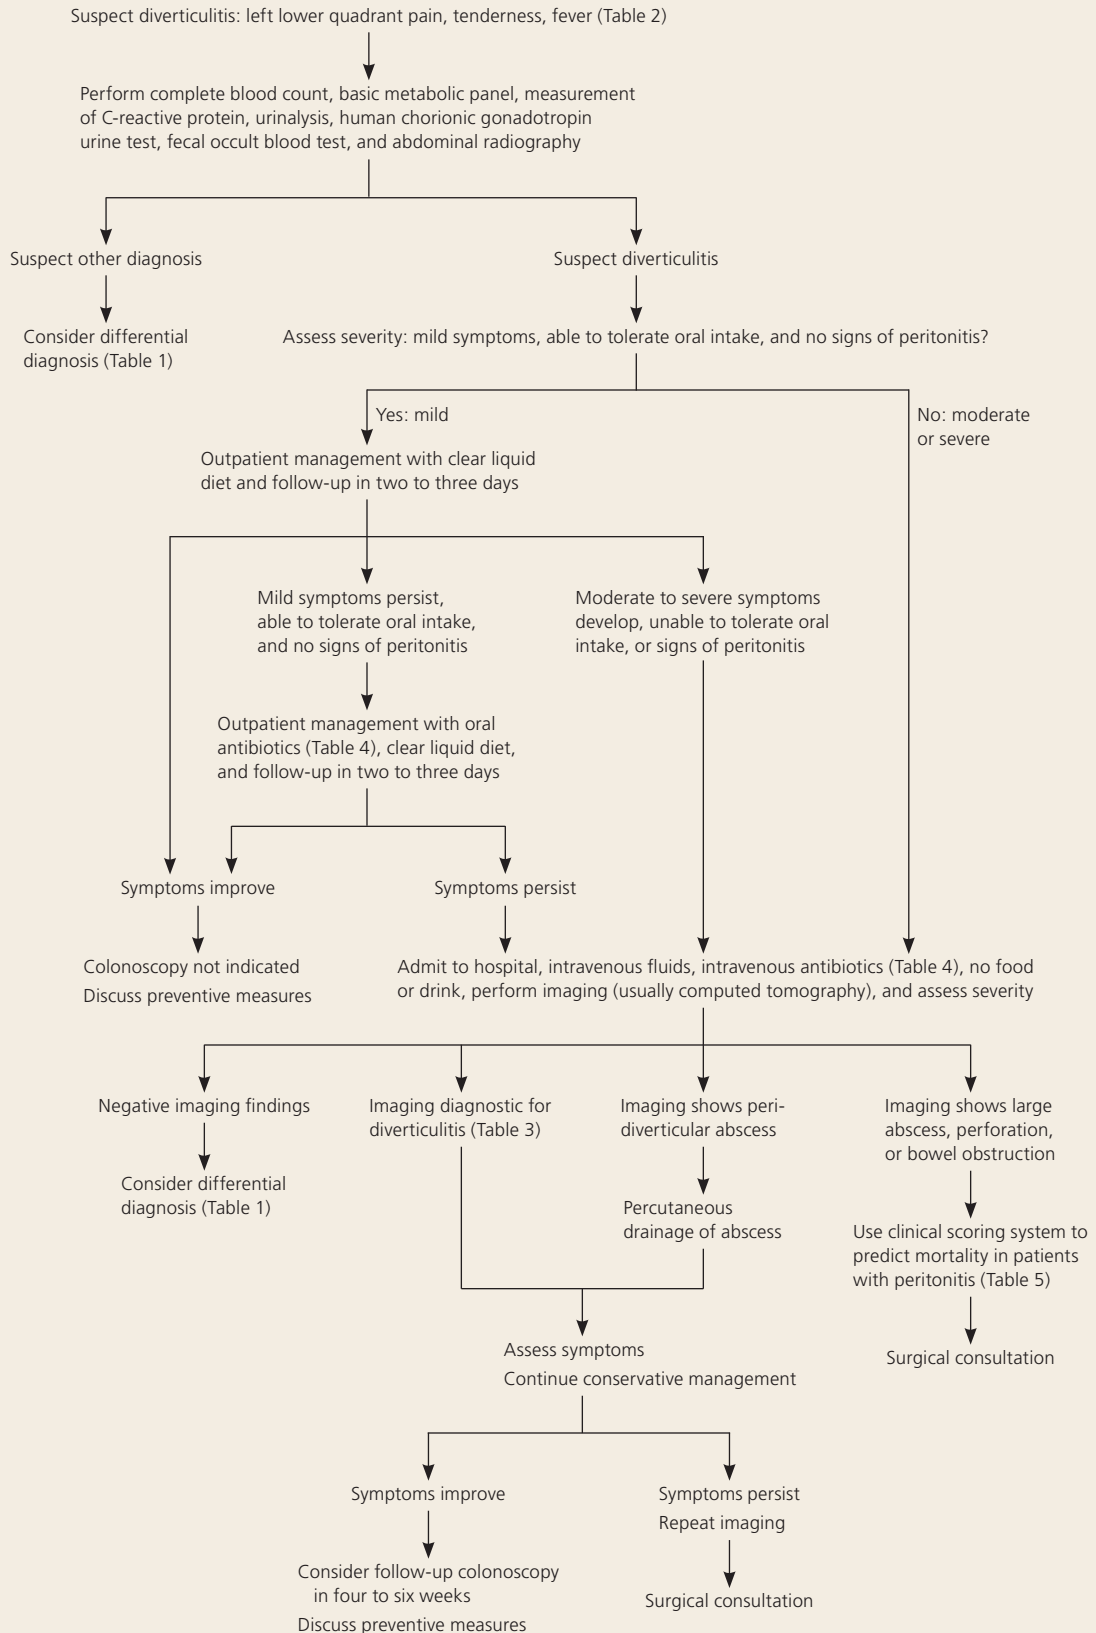 Suspect diverticulitis: left lower quadrant pain, tenderness, fever (Table 2)
Perform complete blood count, basic metabolic panel, measurement
of C-reactive protein, urinalysis, human chorionic gonadotropin
urine test, fecal occult blood test, and abdominal radiography
Suspect other diagnosis
Suspect diverticulitis
Consider differential
diagnosis (Table 1)
Assess severity: mild symptoms, able to tolerate oral intake, and no signs of peritonitis?
Yes: mild
No: moderate
or severe
Outpatient management with clear liquid
diet and follow-up in two to three days
Mild symptoms persist,
able to tolerate oral intake,
and no signs of peritonitis
Moderate to severe symptoms
develop, unable to tolerate oral
intake, or signs of peritonitis
Outpatient management with oral
antibiotics (Table 4), clear liquid diet,
and follow-up in two to three days
Symptoms improve
Symptoms persist
Colonoscopy not indicated
Discuss preventive measures
Admit to hospital, intravenous fluids, intravenous antibiotics (Table 4), no food
or drink, perform imaging (usually computed tomography), and assess severity
Negative imaging findings
Imaging diagnostic for
diverticulitis (Table 3)
Imaging shows peri-
diverticular abscess
Imaging shows large
abscess, perforation,
or bowel obstruction
Consider differential
diagnosis (Table 1)
Percutaneous
drainage of abscess
Use clinical scoring system to
predict mortality in patients
with peritonitis (Table 5)
Assess symptoms
Continue conservative management
Surgical consultation
Symptoms improve
Symptoms persist
Repeat imaging
Consider follow-up colonoscopy
in four to six weeks
Discuss preventive measures
Surgical consultation